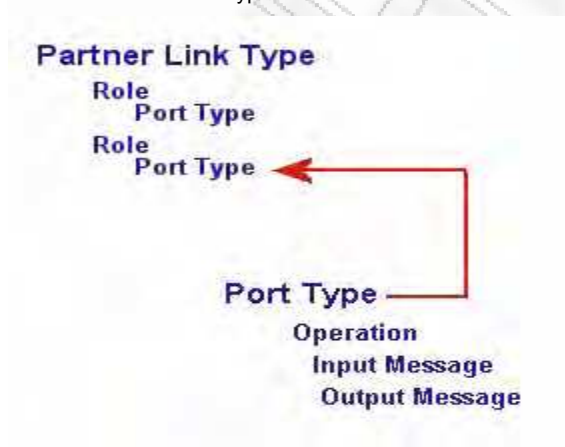 Partner Link Type
Role
Port Type
Role
Port Type
Port Type
Operation
Input Message
Output Message